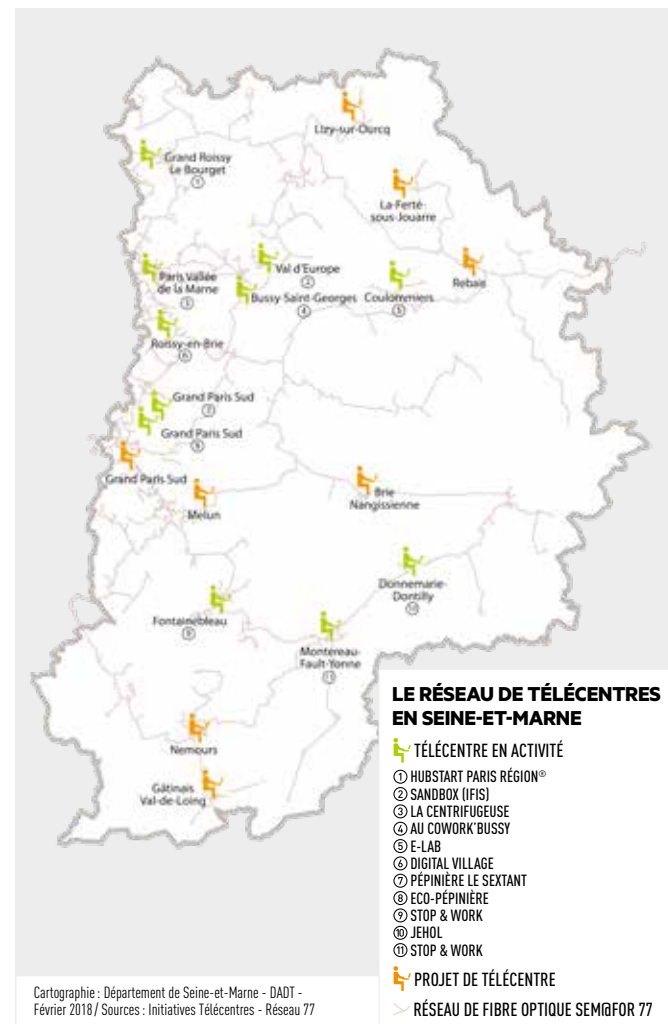 Lizy-sur-Ourcq
Grand Roissy
Le Bourget
①
La-Ferté-
sous-Jouarre
Rebais
Val d'Europe
②
Paris Vallée
de la Marne
③
Bussy-Saint-Georges
④
Coulommiers
⑤
Roissy-en-Brie
⑥
Grand Paris Sud
⑦
Grand Paris Sud
⑧
Grand Paris Sud
Melun
Brie
Nangissienne
Donnemarie-
Dontilly
⑩
Fontainebleau
⑨
Montereau-
Fault-Yonne
⑪
Nemours
Gâtinais
Val-de-Loing
LE RÉSEAU DE TÉLÉCENTRES
EN SEINE-ET-MARNE
TÉLÉCENTRE EN ACTIVITÉ
① HUBSTART PARIS RÉGION®
② SANDBOX (IFIS)
③ LA CENTRIFUGEUSE
④ AU COWORK'BUSSY
⑤ E-LAB
⑥ DIGITAL VILLAGE
⑦ PÉPINIÈRE LE SEXTANT
⑧ ECO-PÉPINIÈRE
⑨ STOP & WORK
⑩ JEHOL
⑪ STOP & WORK
PROJET DE TÉLÉCENTRE
RÉSEAU DE FIBRE OPTIQUE SEM@FOR 77
Cartographie : Département de Seine-et-Marne - DADT -
Février 2018 / Sources : Initiatives Télécentres - Réseau 77